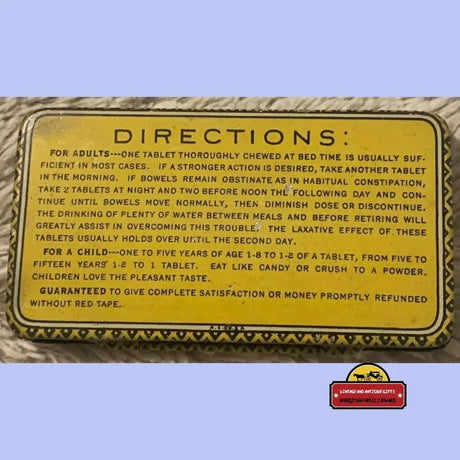 DIRECTIONS:
FOR ADULTS---ONE TABLET THOROUGHLY CHEWED AT BED TIME IS USUALLY SUF-
FICIENT IN MOST CASES. IF A STRONGER ACTION IS DESIRED, TAKE ANOTHER TABLET
IN THE MORNING. IF BOWELS REMAIN OBSTINATE AS IN HABITUAL CONSTIPATION,
TAKE 2 TABLETS AT NIGHT AND TWO BEFORE NOON THE FOLLOWING DAY AND CON-
TINUE UNTIL BOWELS MOVE NORMALLY, THEN DIMINISH DOSE OR DISCONTINUE.
THE DRINKING OF PLENTY OF WATER BETWEEN MEALS AND BEFORE RETIRING WILL
GREATLY ASSIST IN OVERCOMING THIS TROUBLE. THE LAXATIVE EFFECT OF THESE
TABLETS USUALLY HOLDS OVER UNTIL THE SECOND DAY.
FOR A CHILD---ONE TO FIVE YEARS OF AGE 1-8 TO 1-2 OF A TABLET, FROM FIVE TO
FIFTEEN YEARS' 1-2 TO 1 TABLET. EAT LIKE CANDY OR CRUSH TO A POWDER.
CHILDREN LOVE THE PLEASANT TASTE.
GUARANTEED TO GIVE COMPLETE SATISFACTION OR MONEY PROMPTLY REFUNDED
WITHOUT RED TAPE.
VINTAGE AND ANTIQUE GIFTS
AMERICAN FAMILY OWNED